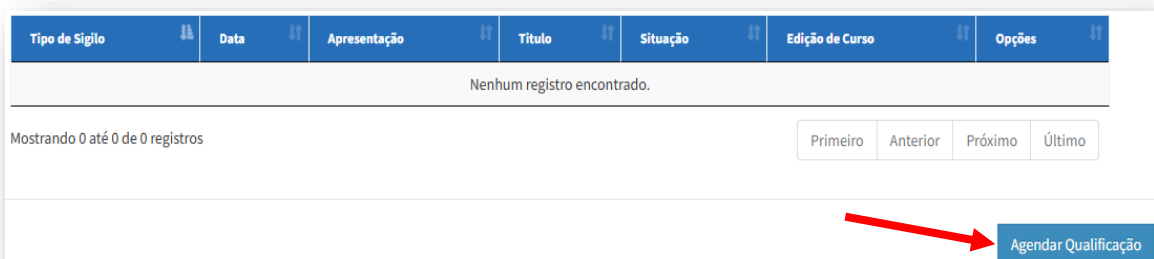 Tipo de Sigilo Data Apresentação Título Situação Edição de Curso Opções
Nenhum registro encontrado.
Mostrando 0 até 0 de 0 registros Primeiro Anterior Próximo Último
Agendar Qualificação